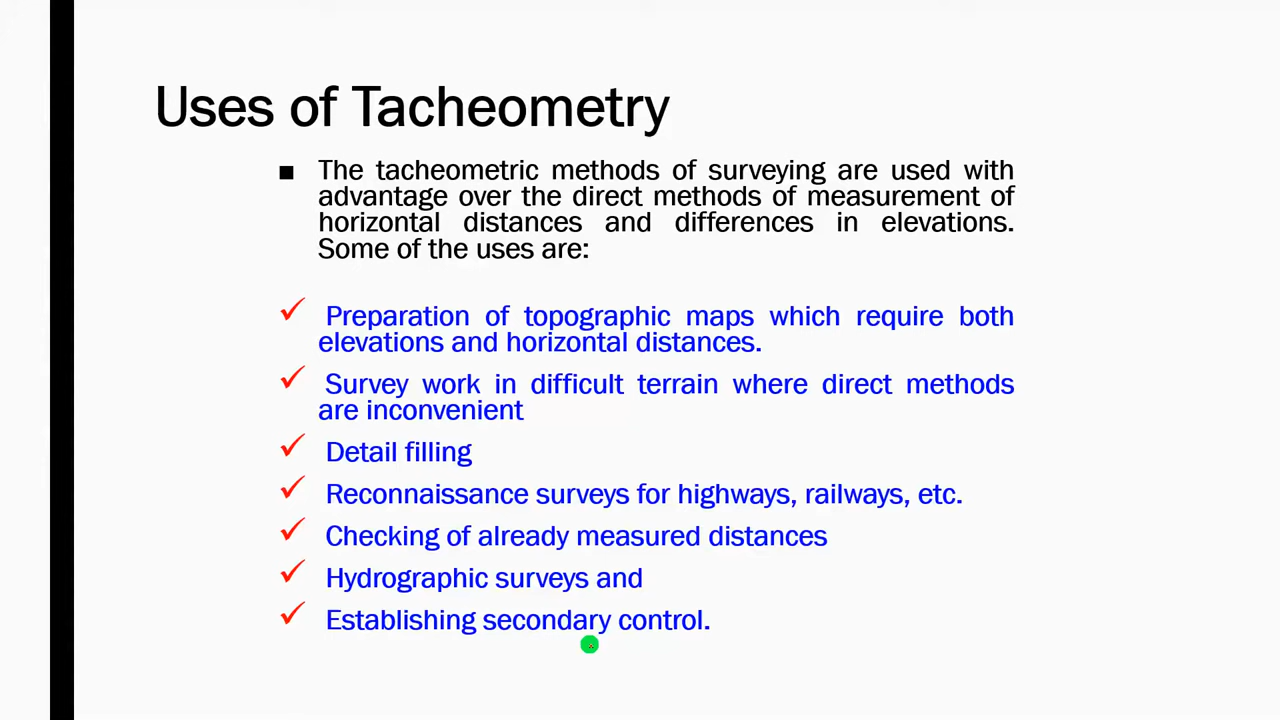 Uses of Tacheometry
■ The tacheometric methods of surveying are used with
advantage over the direct methods of measurement of
horizontal distances and differences in elevations.
Some of the uses are:
✓ Preparation of topographic maps which require both
elevations and horizontal distances.
✓ Survey work in difficult terrain where direct methods
are inconvenient
✓ Detail filling
✓ Reconnaissance surveys for highways, railways, etc.
✓ Checking of already measured distances
✓ Hydrographic surveys and
✓ Establishing secondary control.